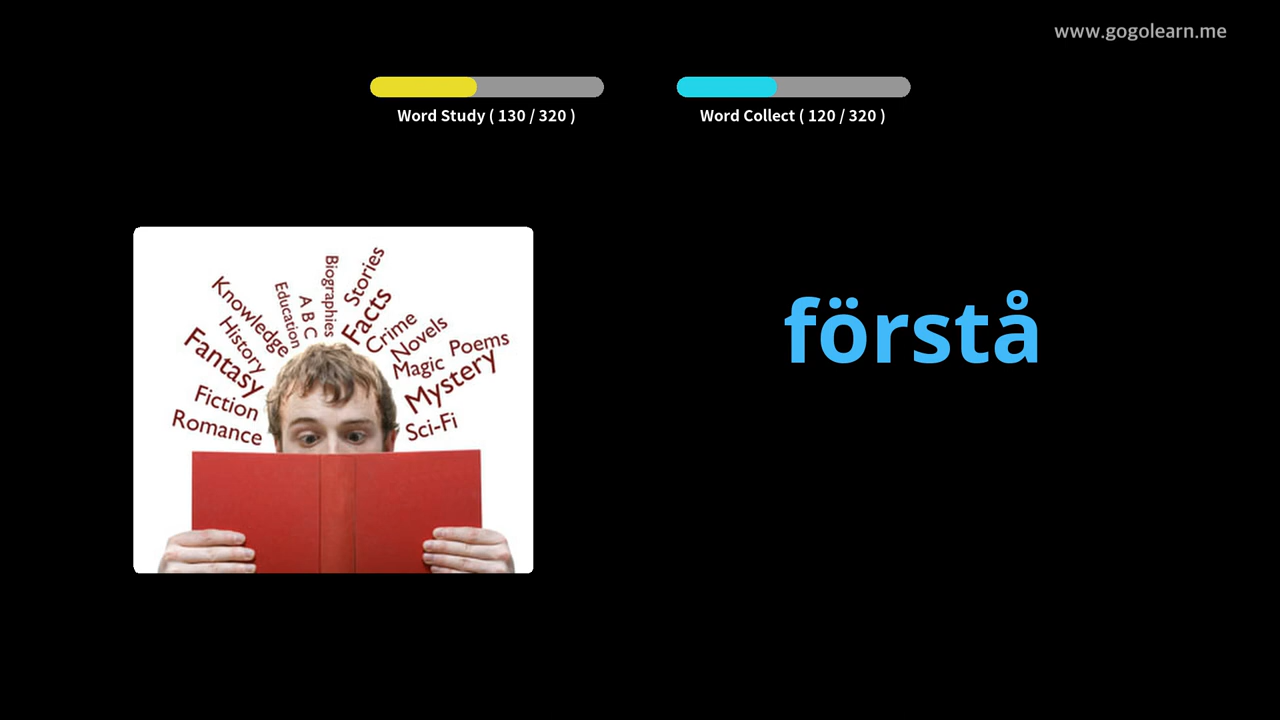 www.gogolearn.me
Word Study ( 130 / 320 )
Word Collect ( 120 / 320 )
Biographies
Stories
Knowledge
Education
A B C
Facts
History
Crime
Novels
Fantasy
Magic
Poems
Mystery
Fiction
Romance
Sci-Fi
förstå